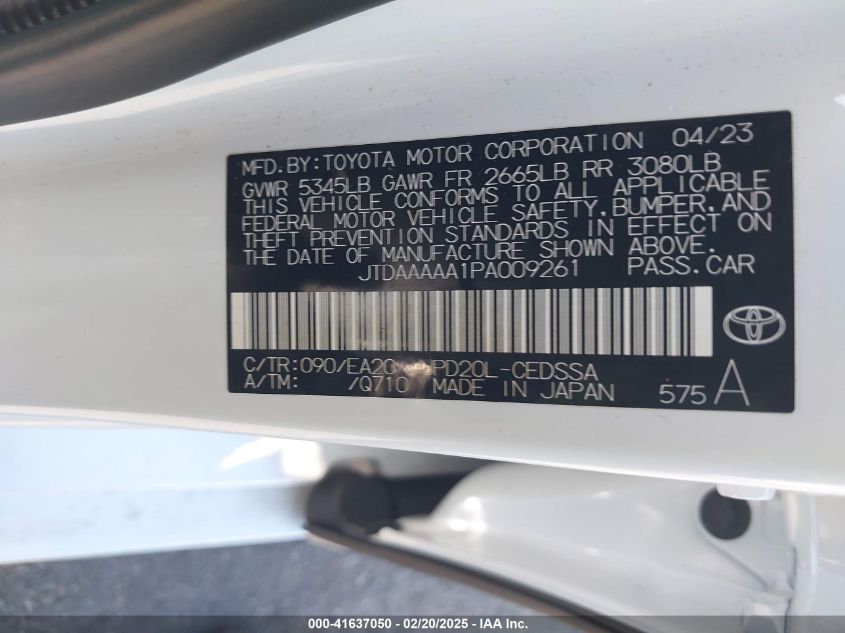 MFD. BY: TOYOTA MOTOR CORPORATION 04/23
GVWR 5345LB GAWR FR 2665LB RR 3080LB
THIS VEHICLE CONFORMS TO ALL APPLICABLE
FEDERAL MOTOR VEHICLE SAFETY, BUMPER, AND
THEFT PREVENTION STANDARDS IN EFFECT ON
THE DATE OF MANUFACTURE SHOWN ABOVE.
JTDAAAAA1PA009261 PASS. CAR
C/TR: 090/ -CEDSSA
A/TM: /Q710 MADE IN JAPAN 575 A
000-41637050 - 02/20/2025 - IAA Inc.